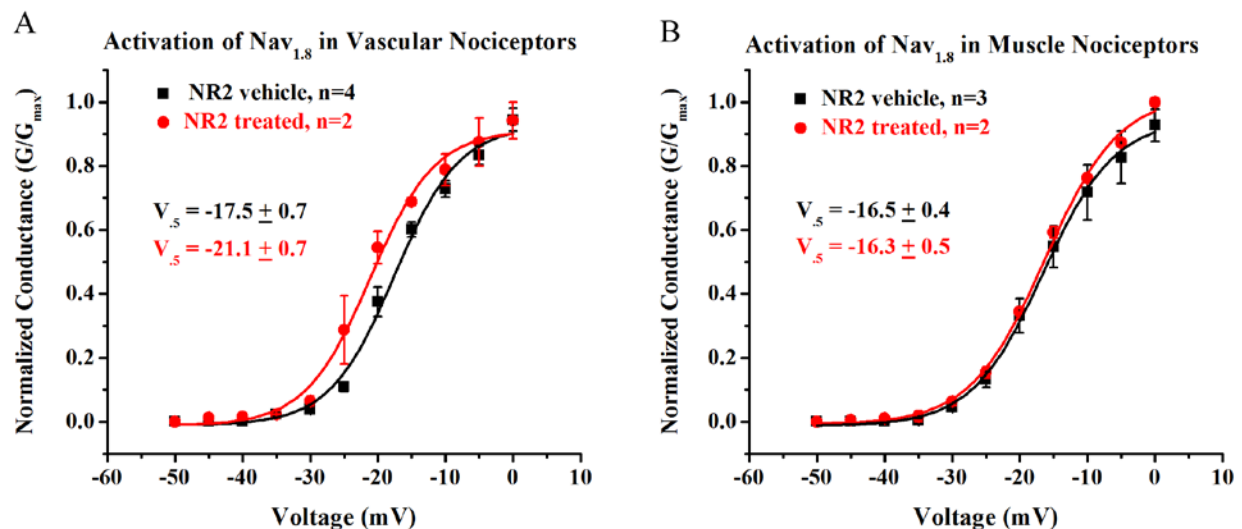 A
Activation of Nav1.8 in Vascular Nociceptors
NR2 vehicle, n=4
NR2 treated, n=2
V.5 = -17.5 ± 0.7
V.5 = -21.1 ± 0.7
Normalized Conductance (G/Gmax)
1.0
0.8
0.6
0.4
0.2
0.0
-60 -50 -40 -30 -20 -10 0 10
Voltage (mV)
B
Activation of Nav1.8 in Muscle Nociceptors
NR2 vehicle, n=3
NR2 treated, n=2
V.5 = -16.5 ± 0.4
V.5 = -16.3 ± 0.5
Normalized Conductance (G/Gmax)
1.0
0.8
0.6
0.4
0.2
0.0
-60 -50 -40 -30 -20 -10 0 10
Voltage (mV)